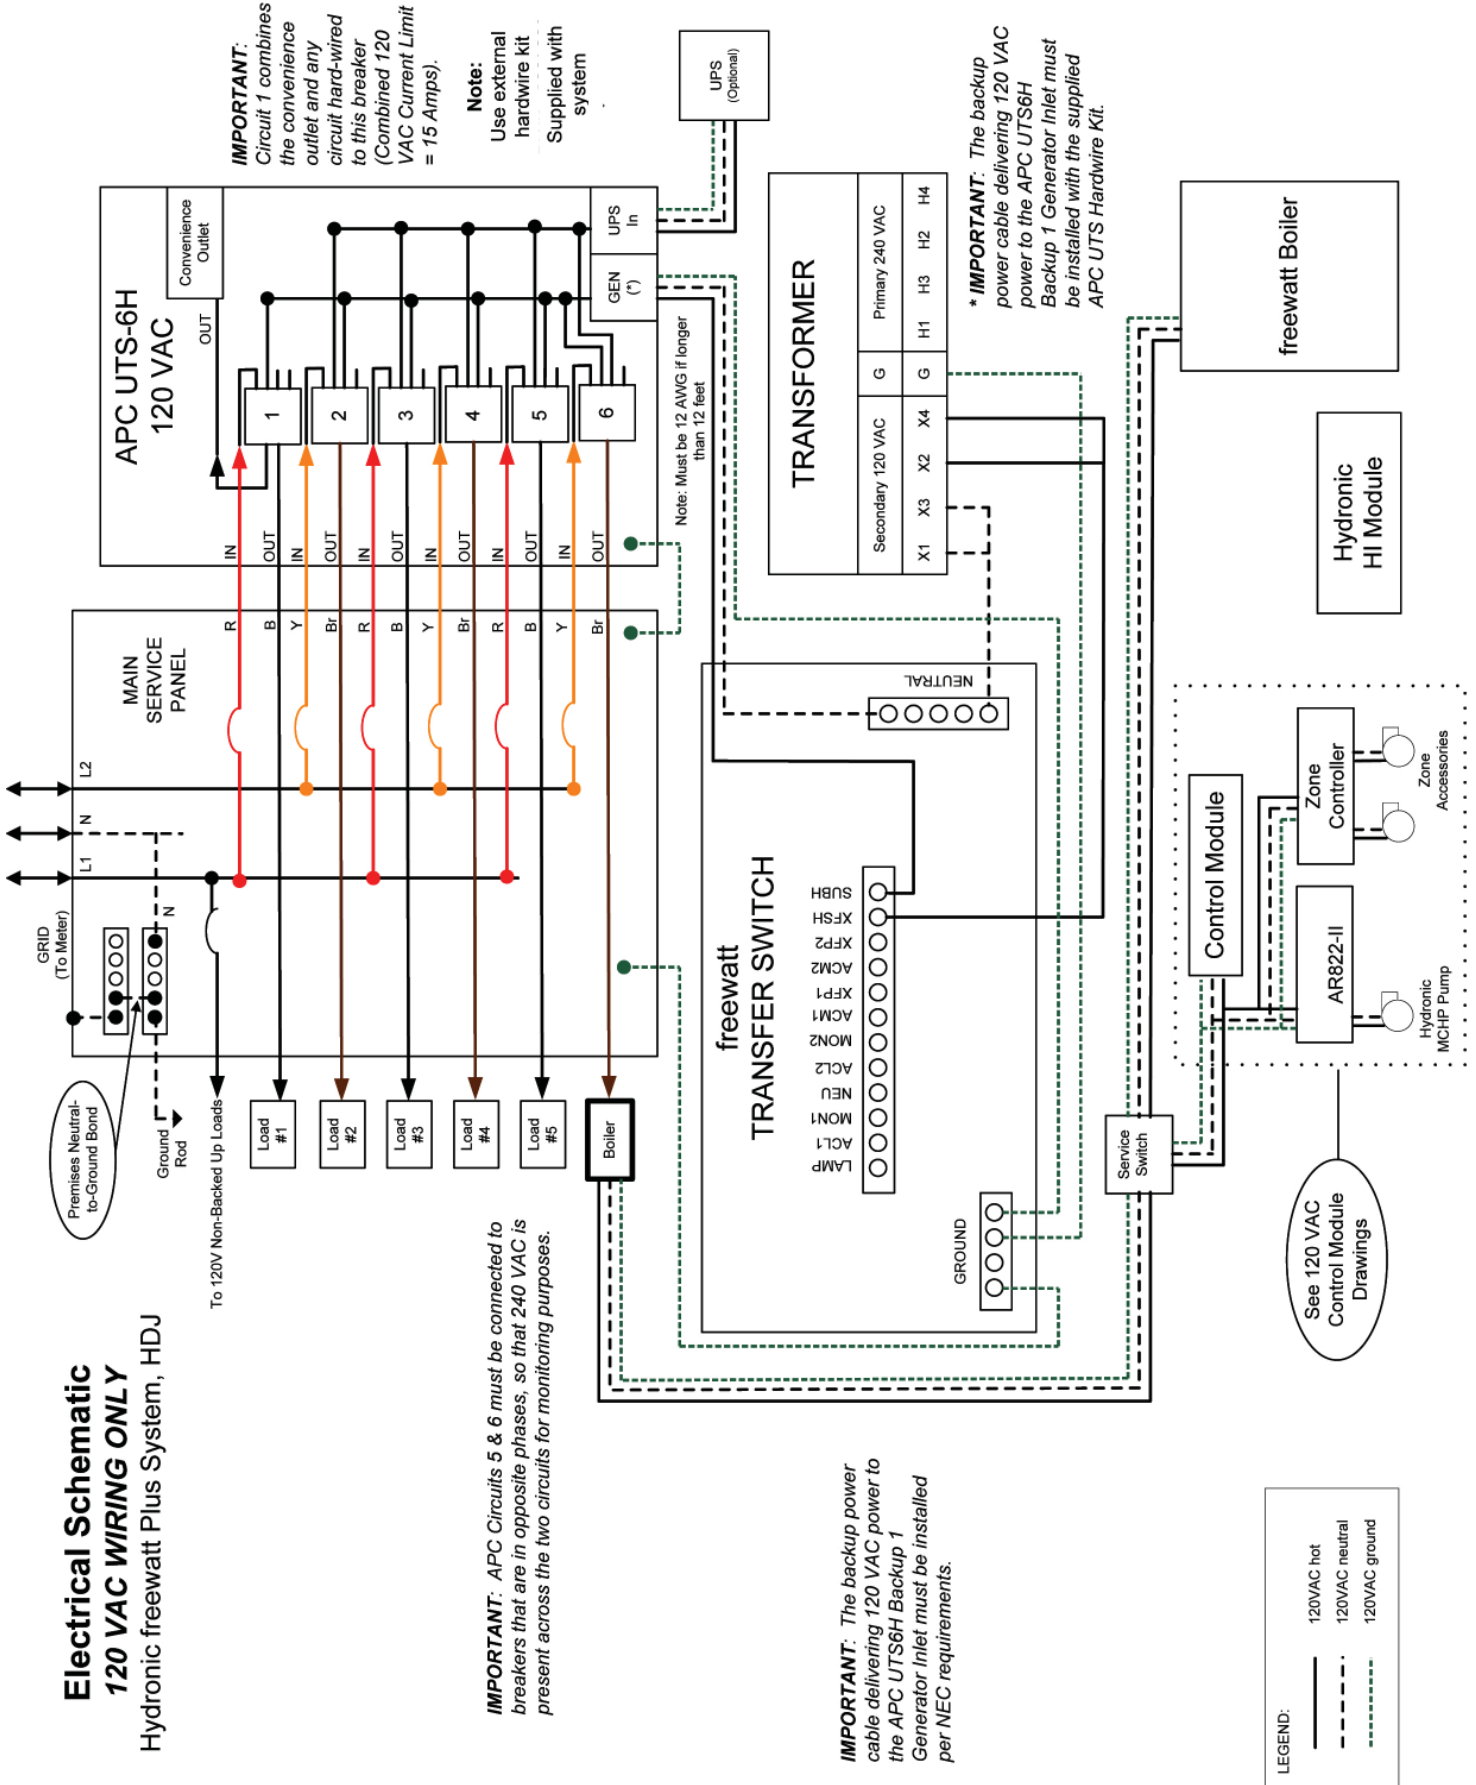 Electrical Schematic
120 VAC WIRING ONLY
Hydronic freewatt Plus System, HDJ
Premises Neutral-
to-Ground Bond
Ground
Rod
GRID
(To Meter)
L1
N
L2
N
MAIN
SERVICE
PANEL
To 120V Non-Backed Up Loads
R
B
Y
Br
R
B
Y
Br
R
B
Y
Br
Load
#1
Load
#2
Load
#3
Load
#4
Load
#5
Boiler
APC UTS-6H
120 VAC
OUT
Convenience
Outlet
IN
OUT
IN
OUT
IN
OUT
IN
OUT
IN
OUT
IN
OUT
1
2
3
4
5
6
GEN
(*)
UPS
In
IMPORTANT:
Circuit 1 combines
the convenience
outlet and any
circuit hard-wired
to this breaker
(Combined 120
VAC Current Limit
= 15 Amps).
Note:
Use external
hardwire kit
Supplied with
system
.
UPS
(Optional)
Note: Must be 12 AWG if longer
than 12 feet
IMPORTANT: APC Circuits 5 & 6 must be connected to
breakers that are in opposite phases, so that 240 VAC is
present across the two circuits for monitoring purposes.
freewatt
TRANSFER SWITCH
LAMP
ACL1
MON1
NEU
ACL2
MON2
ACM1
XFP1
ACM2
XFP2
XFSH
SUBH
NEUTRAL
GROUND
TRANSFORMER
Secondary 120 VAC
G
Primary 240 VAC
X1
X3
X2
X4
G
H1
H3
H2
H4
* IMPORTANT: The backup
power cable delivering 120 VAC
power to the APC UTS6H
Backup 1 Generator Inlet must
be installed with the supplied
APC UTS Hardwire Kit.
IMPORTANT: The backup power
cable delivering 120 VAC power to
the APC UTS6H Backup 1
Generator Inlet must be installed
per NEC requirements.
Service
Switch
Control Module
AR822-II
Zone
Controller
Hydronic
MCHP Pump
Zone
Accessories
Hydronic
HI Module
freewatt Boiler
See 120 VAC
Control Module
Drawings
LEGEND:
120VAC hot
120VAC neutral
120VAC ground